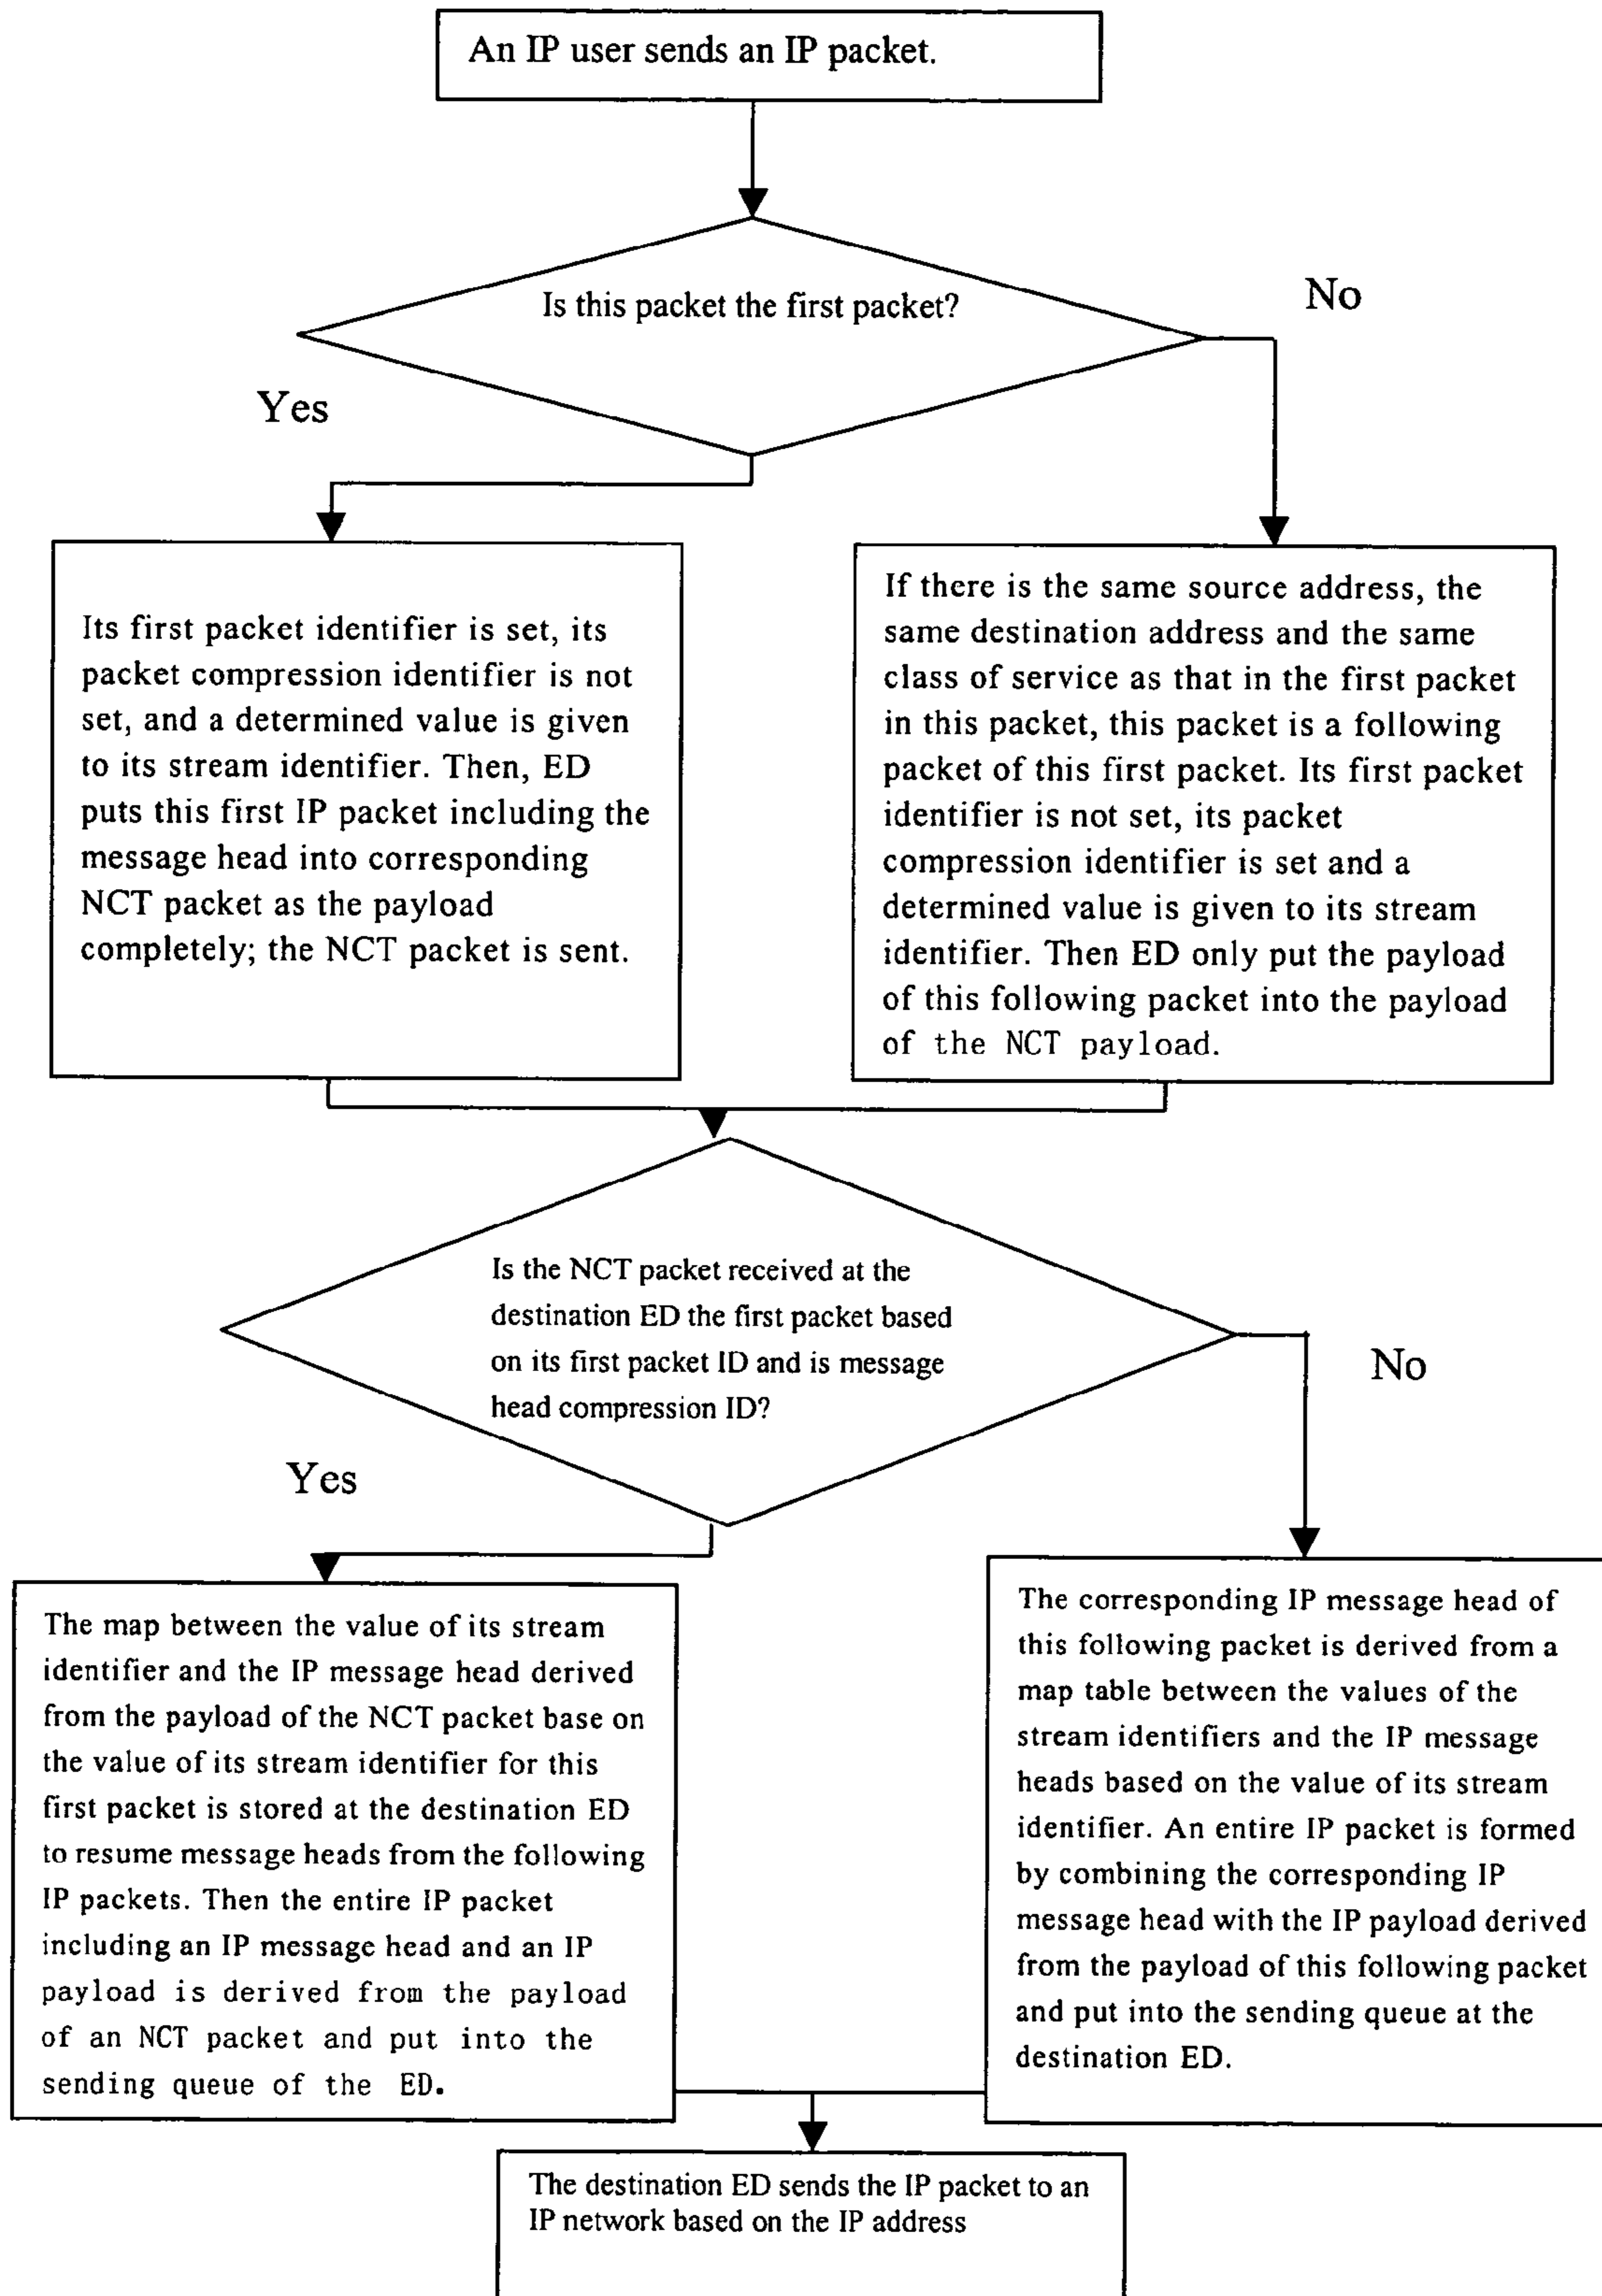 An IP user sends an IP packet.
Is this packet the first packet?
No
Yes
Its first packet identifier is set, its
packet compression identifier is not
set, and a determined value is given
to its stream identifier. Then, ED
puts this first IP packet including the
message head into corresponding
NCT packet as the payload
completely; the NCT packet is sent.
If there is the same source address, the
same destination address and the same
class of service as that in the first packet
in this packet, this packet is a following
packet of this first packet. Its first packet
identifier is not set, its packet
compression identifier is set and a
determined value is given to its stream
identifier. Then ED only put the payload
of this following packet into the payload
of the NCT payload.
Is the NCT packet received at the
destination ED the first packet based
on its first packet ID and is message
head compression ID?
No
Yes
The map between the value of its stream
identifier and the IP message head derived
from the payload of the NCT packet base on
the value of its stream identifier for this
first packet is stored at the destination ED
to resume message heads from the following
IP packets. Then the entire IP packet
including an IP message head and an IP
payload is derived from the payload
of an NCT packet and put into the
sending queue of the ED.
The corresponding IP message head of
this following packet is derived from a
map table between the values of the
stream identifiers and the IP message
heads based on the value of its stream
identifier. An entire IP packet is formed
by combining the corresponding IP
message head with the IP payload derived
from the payload of this following packet
and put into the sending queue at the
destination ED.
The destination ED sends the IP packet to an
IP network based on the IP address